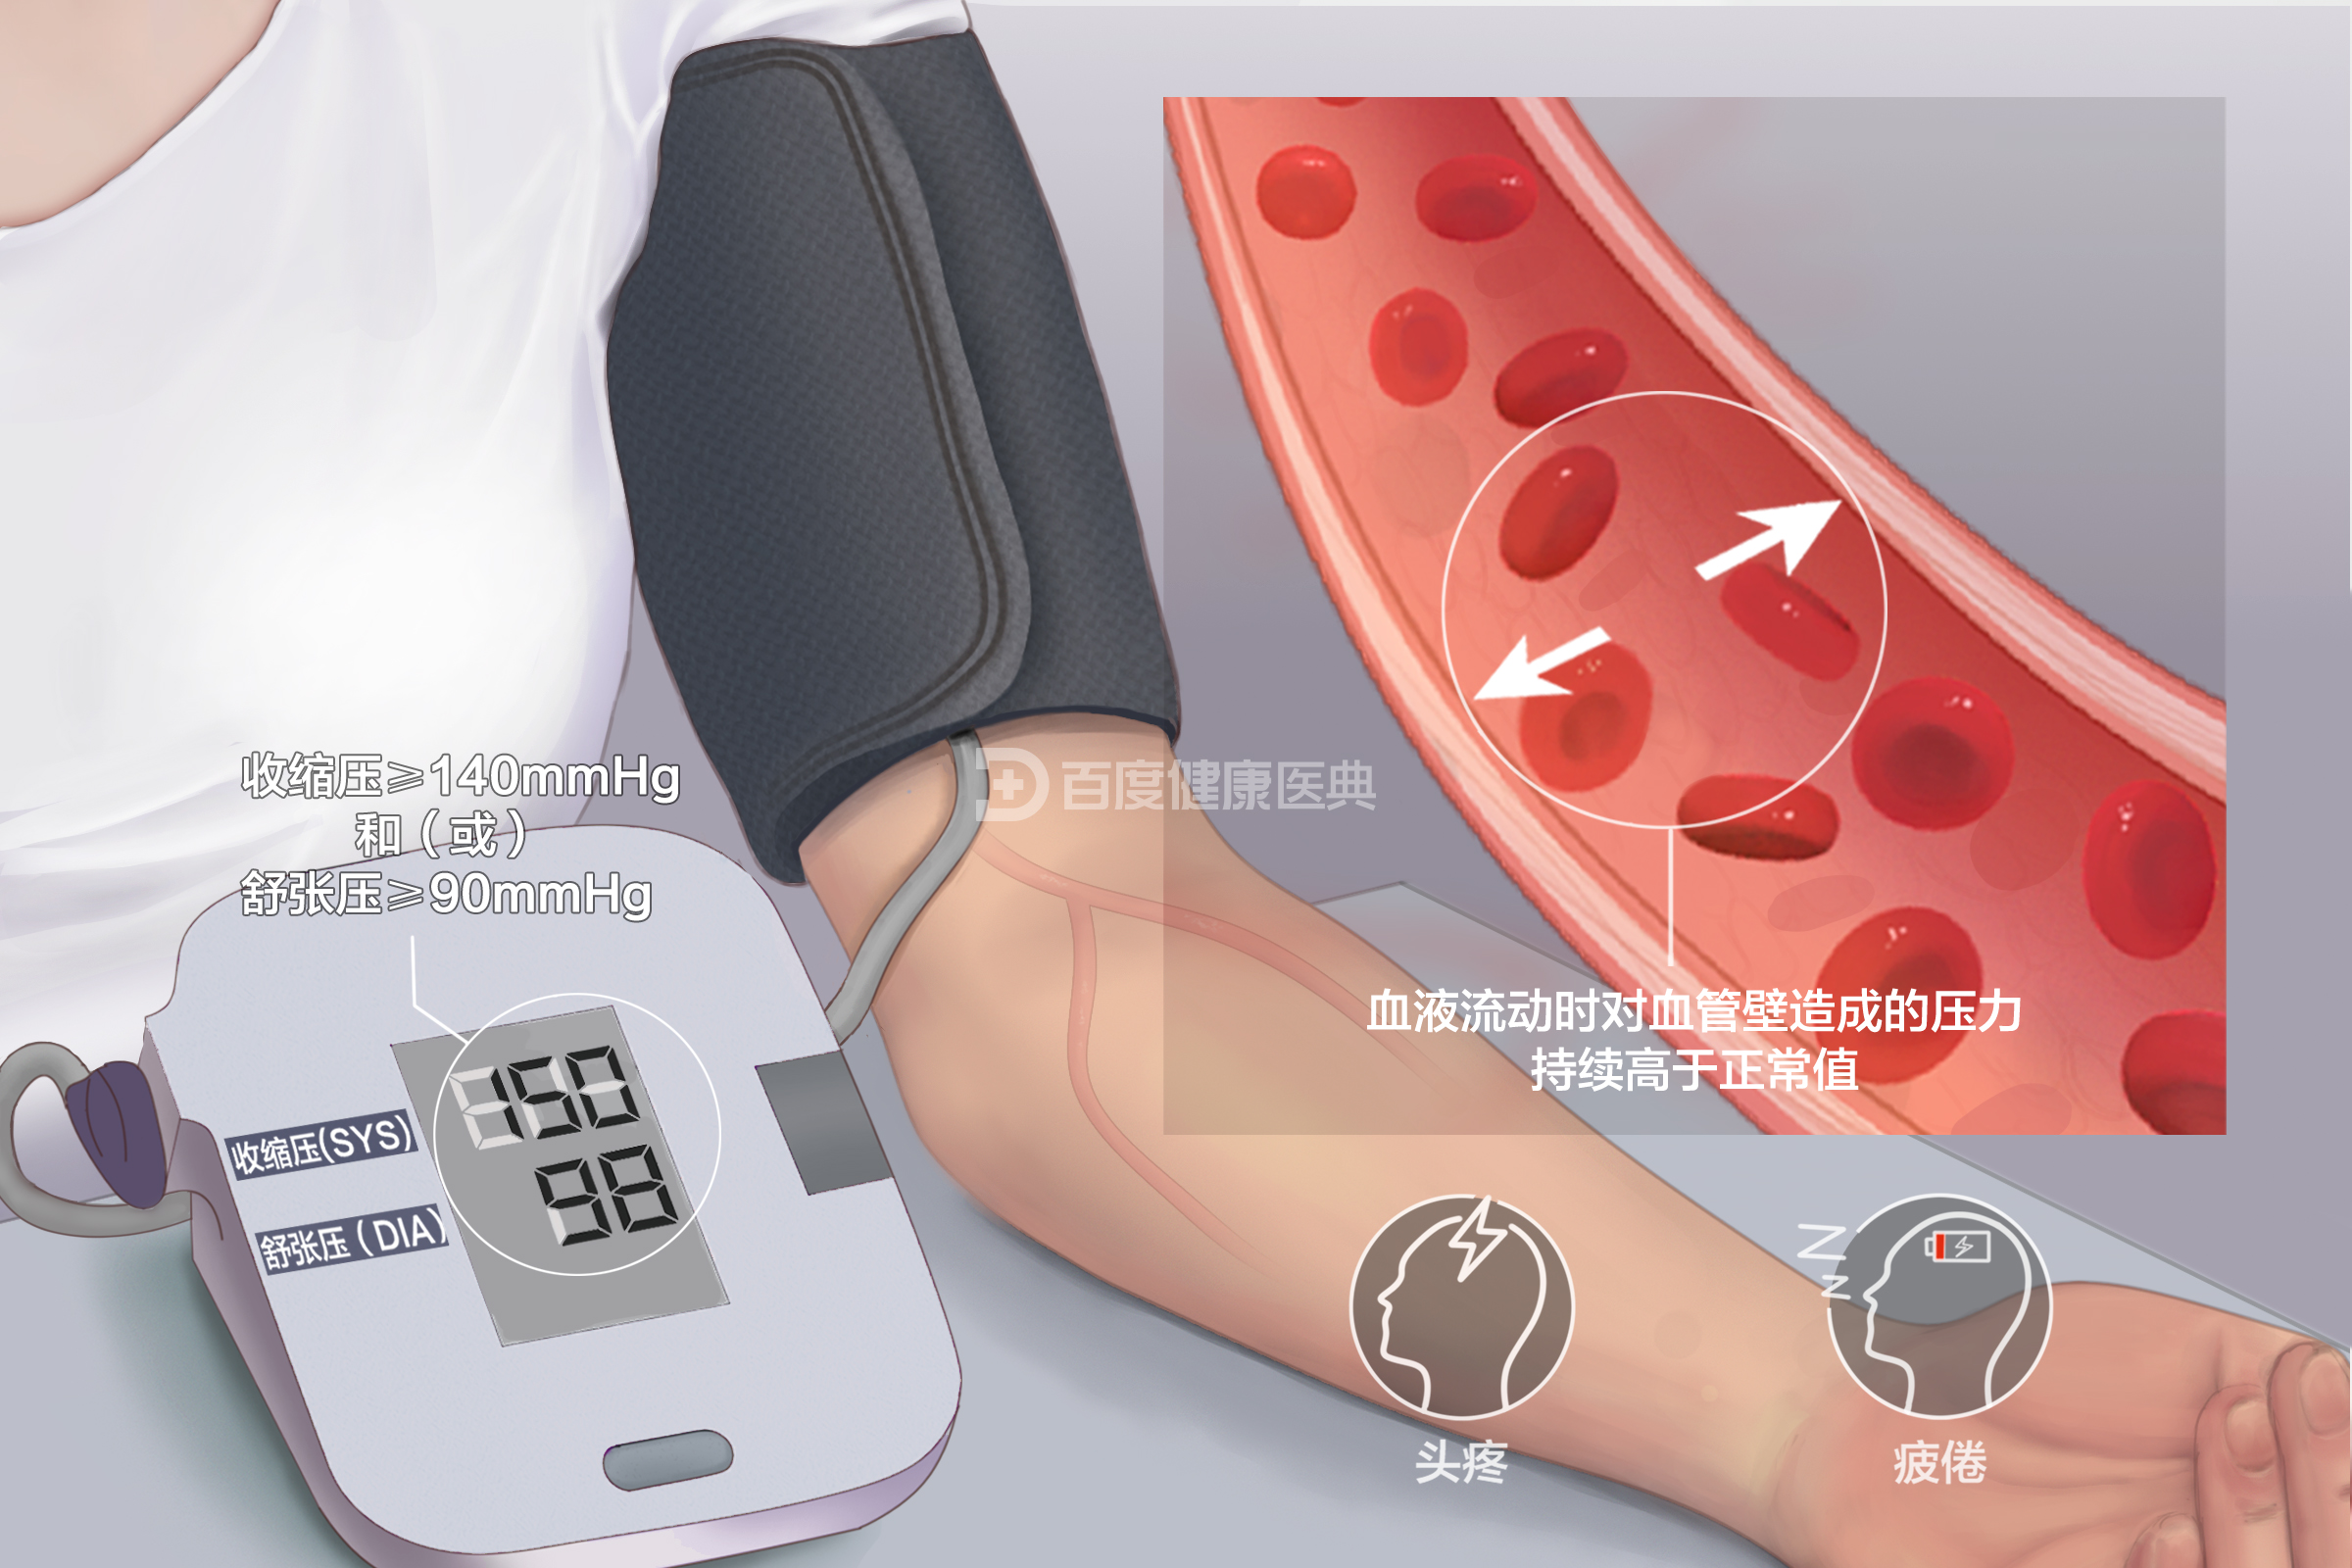 收缩压≥140mmHg
和（或）
舒张压≥90mmHg
150
98
收缩压(SYS)
舒张压（DIA)
百度健康医典
血液流动时对血管壁造成的压力
持续高于正常值
Z
Z
头疼
疲倦